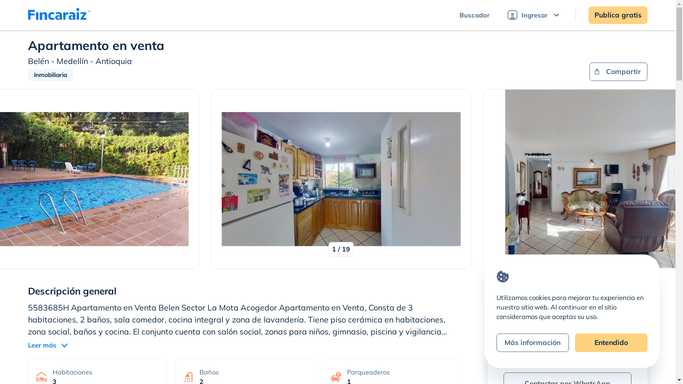 Fincaraiz
Buscador
Ingresar
Publica gratis
Apartamento en venta
Belén - Medellín - Antioquia
Inmobiliaria
Compartir
1 / 19
Descripción general
5583685H Apartamento en Venta Belen Sector La Mota Acogedor Apartamento en Venta, Consta de 3
habitaciones, 2 baños, sala comedor, cocina integral y zona de lavandería. Tiene piso cerámica en habitaciones,
zona social, baños y cocina. El conjunto cuenta con salón social, zonas para niños, gimnasio, piscina y vigilancia...
Leer más
Habitaciones
3
Baños
2
Parqueaderos
1
Utilizamos cookies para mejorar tu experiencia en
nuestro sitio web. Al continuar en el sitio
consideramos que aceptas su uso.
Más información
Entendido
Contactar por WhatsApp